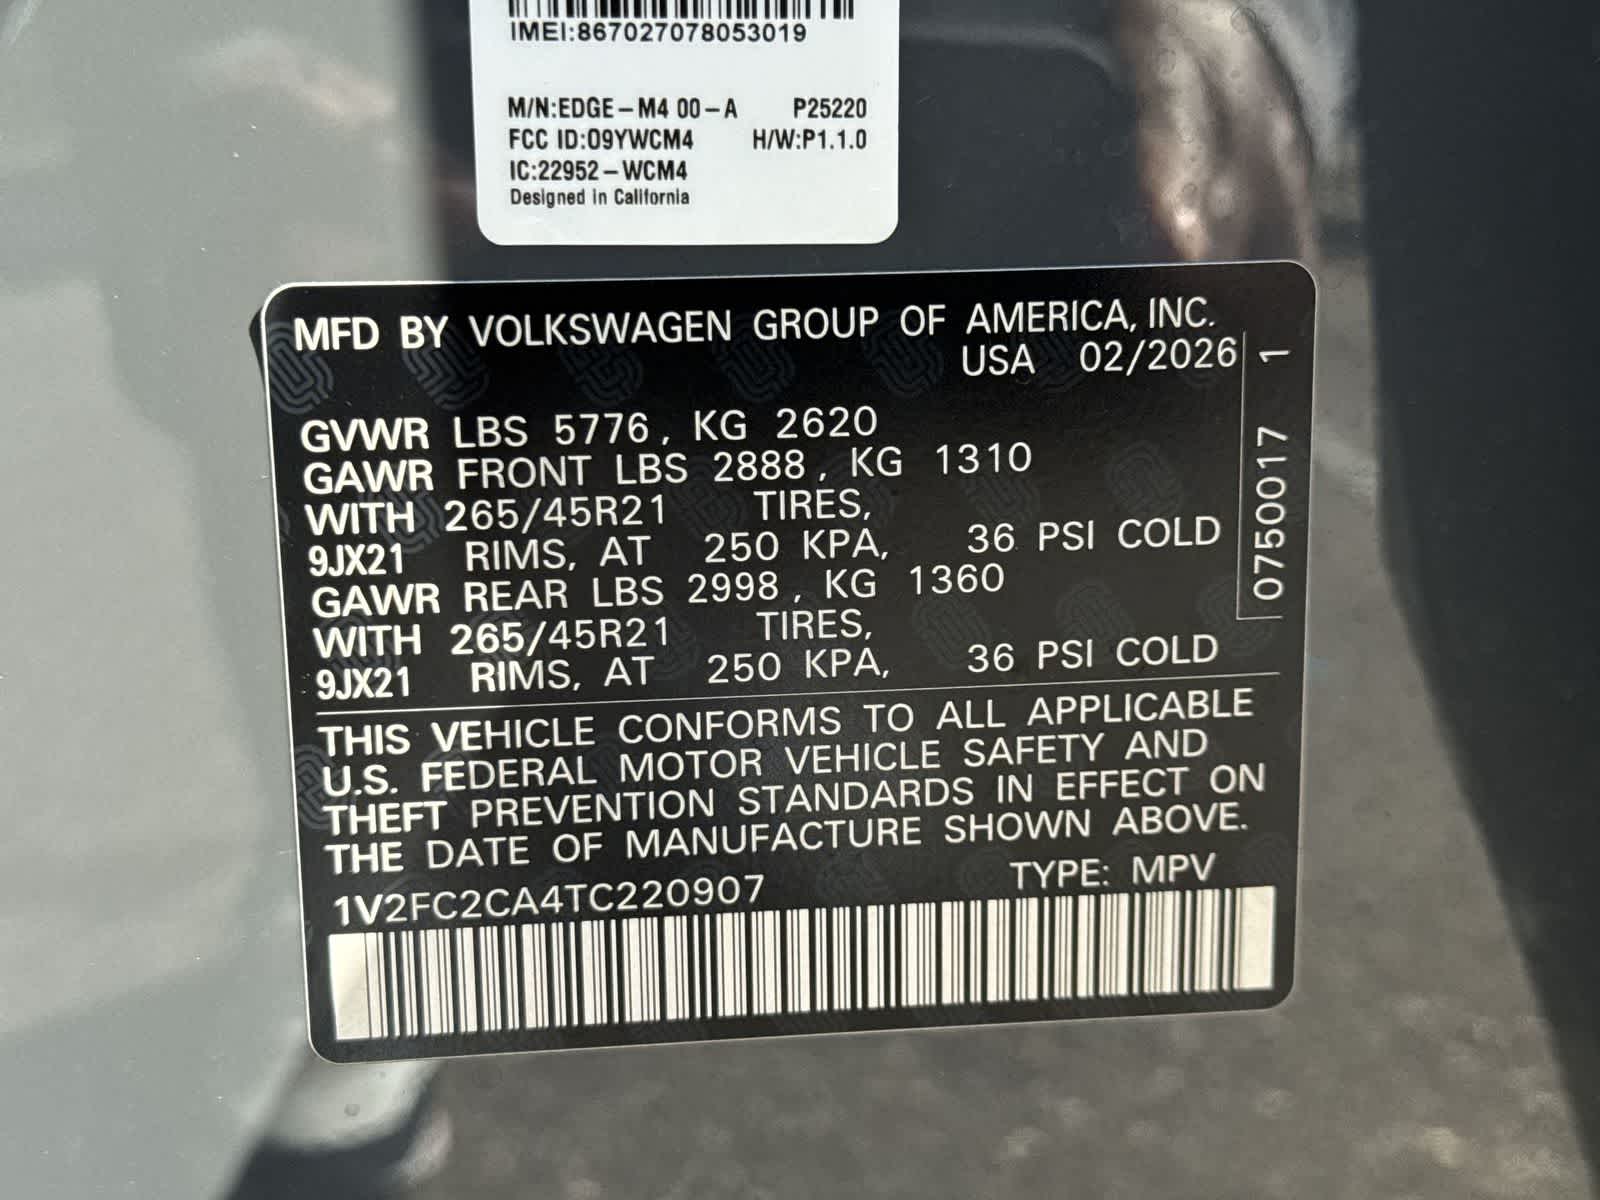 IMEI:867027078053019
M/N:EDGE-M4 00-A P25220
FCC ID:O9YWCM4 H/W:P1.1.0
IC:22952-WCM4
Designed in California
MFD BY VOLKSWAGEN GROUP OF AMERICA, INC.
USA 02/2026
GVWR LBS 5776, KG 2620
GAWR FRONT LBS 2888, KG 1310
WITH 265/45R21 TIRES,
9JX21 RIMS, AT 250 KPA, 36 PSI COLD
GAWR REAR LBS 2998, KG 1360
WITH 265/45R21 TIRES,
9JX21 RIMS, AT 250 KPA, 36 PSI COLD
0750017 1
THIS VEHICLE CONFORMS TO ALL APPLICABLE
U.S. FEDERAL MOTOR VEHICLE SAFETY AND
THEFT PREVENTION STANDARDS IN EFFECT ON
THE DATE OF MANUFACTURE SHOWN ABOVE.
1V2FC2CA4TC220907 TYPE: MPV